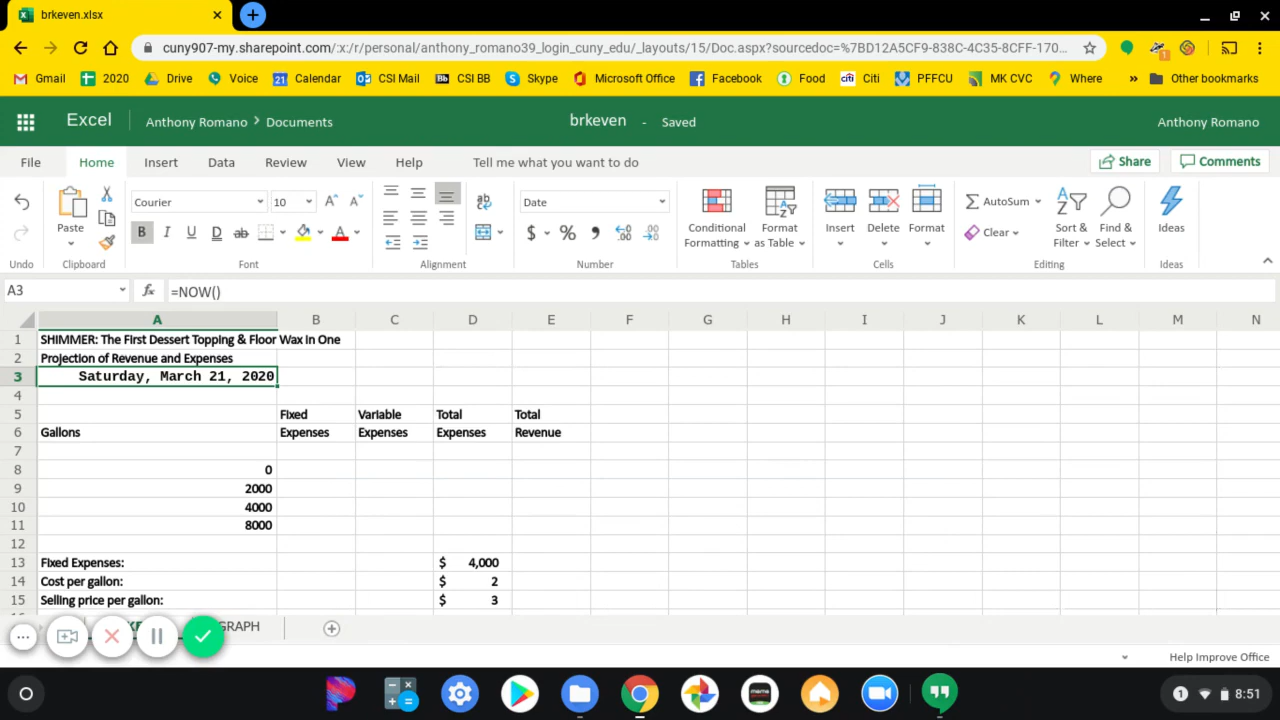 brkeven.xlsx
cuny907-my.sharepoint.com/:x:/r/personal/anthony_romano39_login_cuny_edu/_layouts/15/Doc.aspx?sourcedoc=%7BD12A5CF9-838C-4C35-8CFF-170...
Gmail 2020 Drive Voice 21 Calendar CSI Mail Bb CSI BB Skype Microsoft Office Facebook Food citi Citi PFFCU MK CVC Where » Other bookmarks
Excel Anthony Romano > Documents brkeven - Saved Anthony Romano
File Home Insert Data Review View Help Tell me what you want to do Share Comments
Courier 10 Date AutoSum
Paste B I U D ab A $ % Conditional Formatting Format as Table Insert Delete Format Clear Sort & Filter Find & Select Ideas
Undo Clipboard Font Alignment Number Tables Cells Editing Ideas
A3 fx =NOW()
A B C D E F G H I J K L M N
1 SHIMMER: The First Dessert Topping & Floor Wax in One
2 Projection of Revenue and Expenses
3 Saturday, March 21, 2020
4
5 Fixed Variable Total Total
6 Gallons Expenses Expenses Expenses Revenue
7
8 0
9 2000
10 4000
11 8000
12
13 Fixed Expenses: $ 4,000
14 Cost per gallon: $ 2
15 Selling price per gallon: $ 3
GRAPH
Help Improve Office
1 8:51